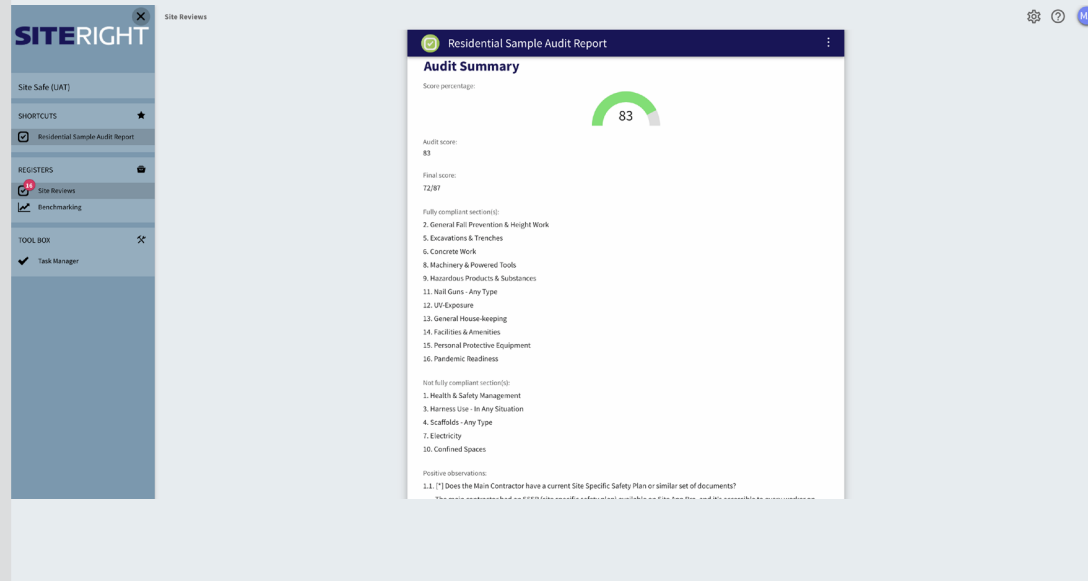 SITERIGHT
Site Safe (UAT)
SHORTCUTS
Residential Sample Audit Report
REGISTERS
16
Site Reviews
Benchmarking
TOOL BOX
Task Manager
Site Reviews
M
Residential Sample Audit Report
Audit Summary
Score percentage:
83
Audit score:
83
Final score:
72/87
Fully compliant section(s):
2. General Fall Prevention & Height Work
5. Excavations & Trenches
6. Concrete Work
8. Machinery & Powered Tools
9. Hazardous Products & Substances
11. Nail Guns - Any Type
12. UV-Exposure
13. General House-keeping
14. Facilities & Amenities
15. Personal Protective Equipment
16. Pandemic Readiness
Not fully compliant section(s):
1. Health & Safety Management
3. Harness Use - In Any Situation
4. Scaffolds - Any Type
7. Electricity
10. Confined Spaces
Positive observations:
1.1. [*] Does the Main Contractor have a current Site Specific Safety Plan or similar set of documents?